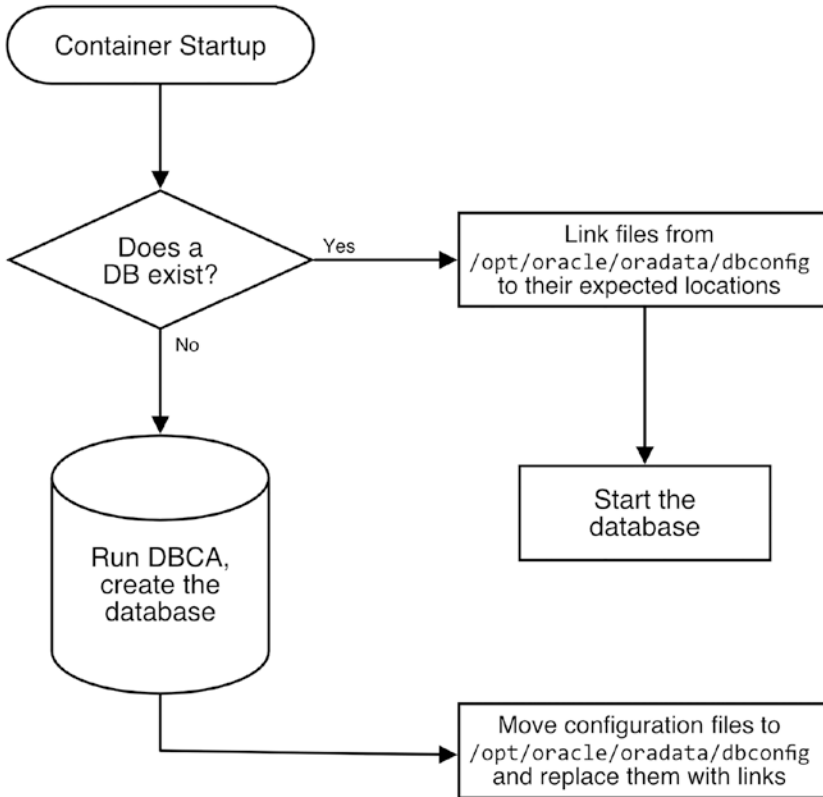 Container Startup
Does a
DB exist?
Yes
Link files from
/opt/oracle/oradata/dbconfig
to their expected locations
No
Start the
database
Run DBCA,
create the
database
Move configuration files to
/opt/oracle/oradata/dbconfig
and replace them with links